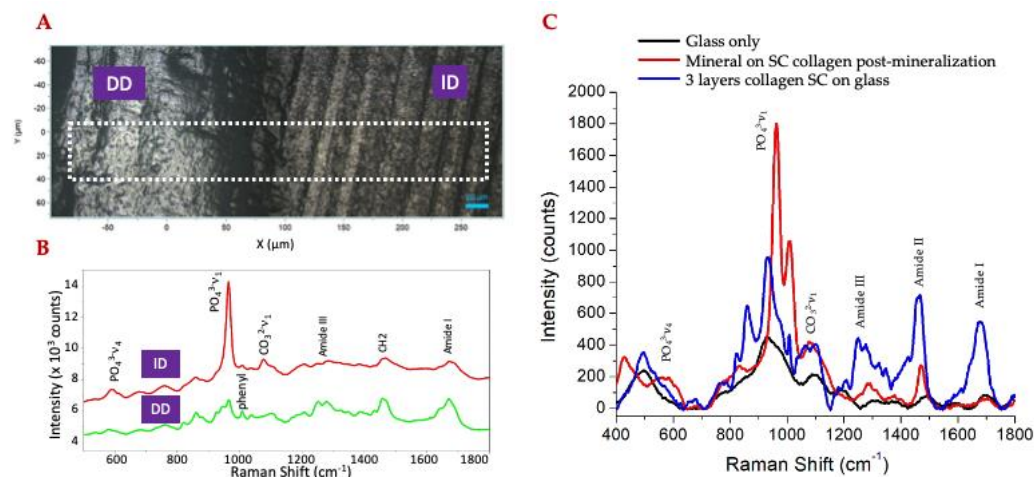 A
DD
ID
-60
-40
-20
0
20
40
60
Y (µm)
-50
0
50
100
150
200
250
X (µm)
B
14
12
10
8
6
4
Intensity (x 10³ counts)
PO₄³⁻ν₄
PO₄³⁻ν₁
CO₃²⁻ν₁
Amide III
CH2
Amide I
ID
phenyl
DD
600 800 1000 1200 1400 1600 1800
Raman Shift (cm⁻¹)
C
Glass only
Mineral on SC collagen post-mineralization
3 layers collagen SC on glass
2000
1800
1600
1400
1200
1000
800
600
400
200
0
Intensity (counts)
PO₄³⁻ν₄
PO₄³⁻ν₁
CO₃²⁻ν₁
Amide III
Amide II
Amide I
400 600 800 1000 1200 1400 1600 1800
Raman Shift (cm⁻¹)